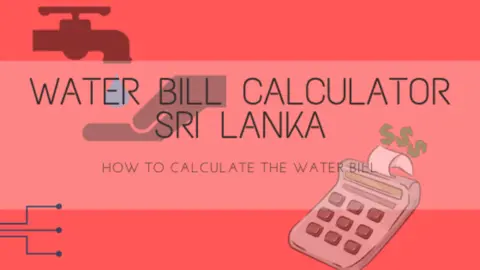 WATER BILL CALCULATOR
SRI LANKA
HOW TO CALCULATE THE WATER BILL
$$$